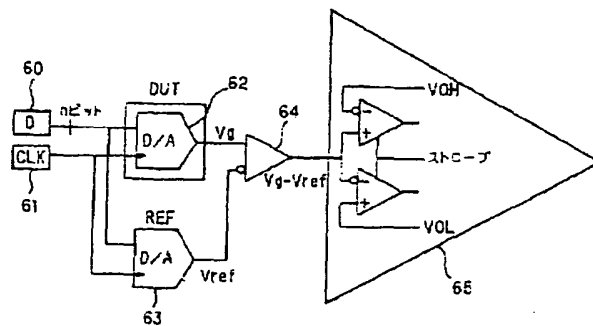 60
D
nビット
DUT
62
D/A
Vg
CLK
61
REF
D/A
Vref
63
64
Vg-Vref
VOH
-
+
ストローブ
-
+
VOL
65